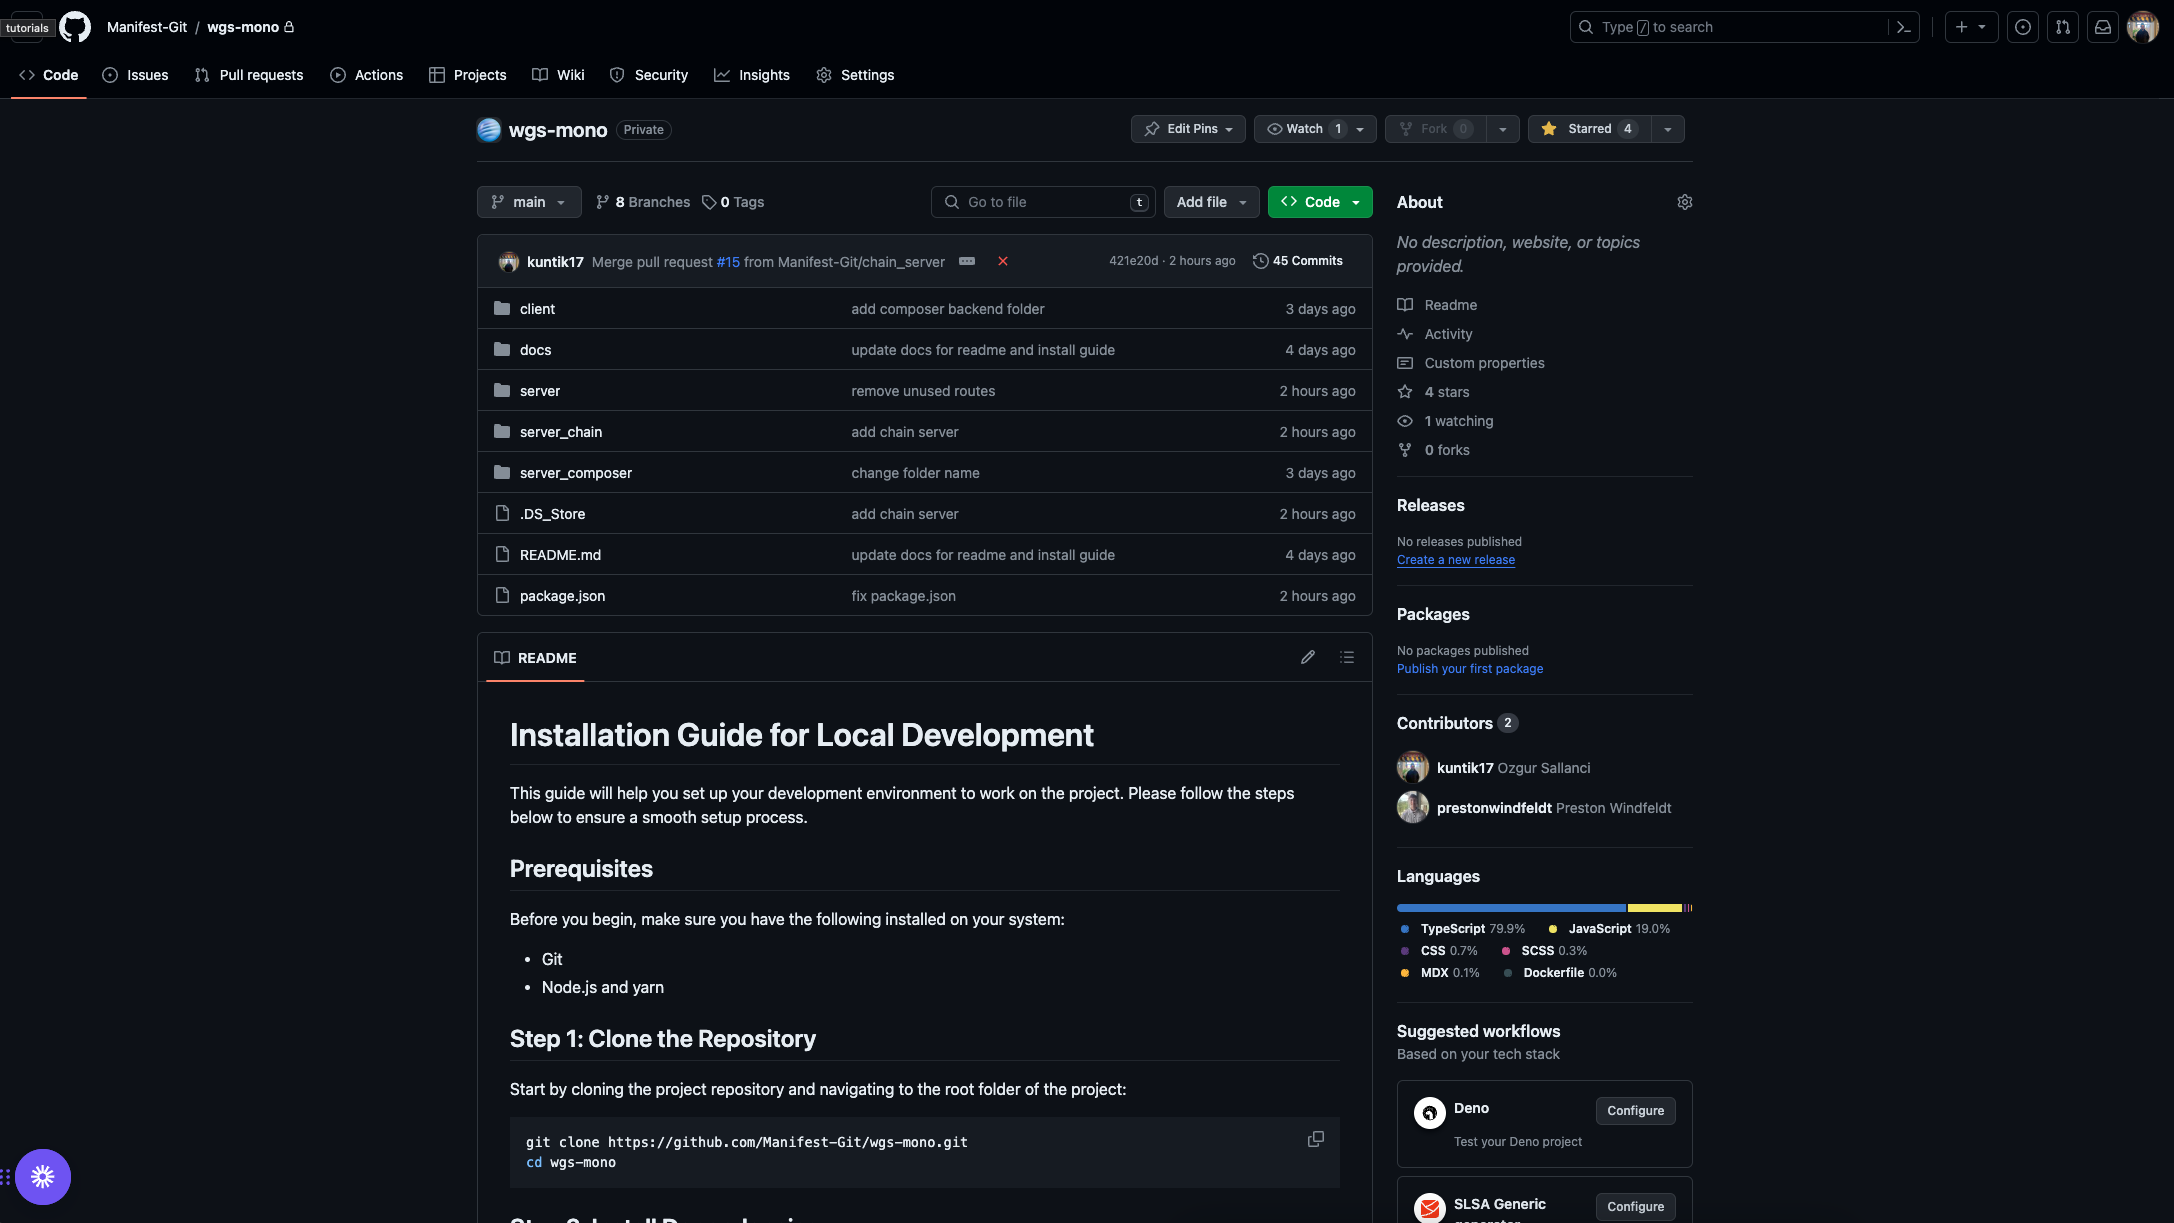 tutorials
Manifest-Git / wgs-mono
Type / to search
Code Issues Pull requests Actions Projects Wiki Security Insights Settings
wgs-mono Private
Edit Pins Watch 1 Fork 0 Starred 4
main 8 Branches 0 Tags
Go to file t Add file Code
kuntik17 Merge pull request #15 from Manifest-Git/chain_server 421e20d · 2 hours ago 45 Commits
client add composer backend folder 3 days ago
docs update docs for readme and install guide 4 days ago
server remove unused routes 2 hours ago
server_chain add chain server 2 hours ago
server_composer change folder name 3 days ago
.DS_Store add chain server 2 hours ago
README.md update docs for readme and install guide 4 days ago
package.json fix package.json 2 hours ago
README
Installation Guide for Local Development
This guide will help you set up your development environment to work on the project. Please follow the steps
below to ensure a smooth setup process.
Prerequisites
Before you begin, make sure you have the following installed on your system:
• Git
• Node.js and yarn
Step 1: Clone the Repository
Start by cloning the project repository and navigating to the root folder of the project:
git clone https://github.com/Manifest-Git/wgs-mono.git
cd wgs-mono
About
No description, website, or topics
provided.
Readme
Activity
Custom properties
4 stars
1 watching
0 forks
Releases
No releases published
Create a new release
Packages
No packages published
Publish your first package
Contributors 2
kuntik17 Ozgur Sallanci
prestonwindfeldt Preston Windfeldt
Languages
TypeScript 79.9% JavaScript 19.0%
CSS 0.7% SCSS 0.3%
MDX 0.1% Dockerfile 0.0%
Suggested workflows
Based on your tech stack
Deno Configure
Test your Deno project
SLSA Generic Configure